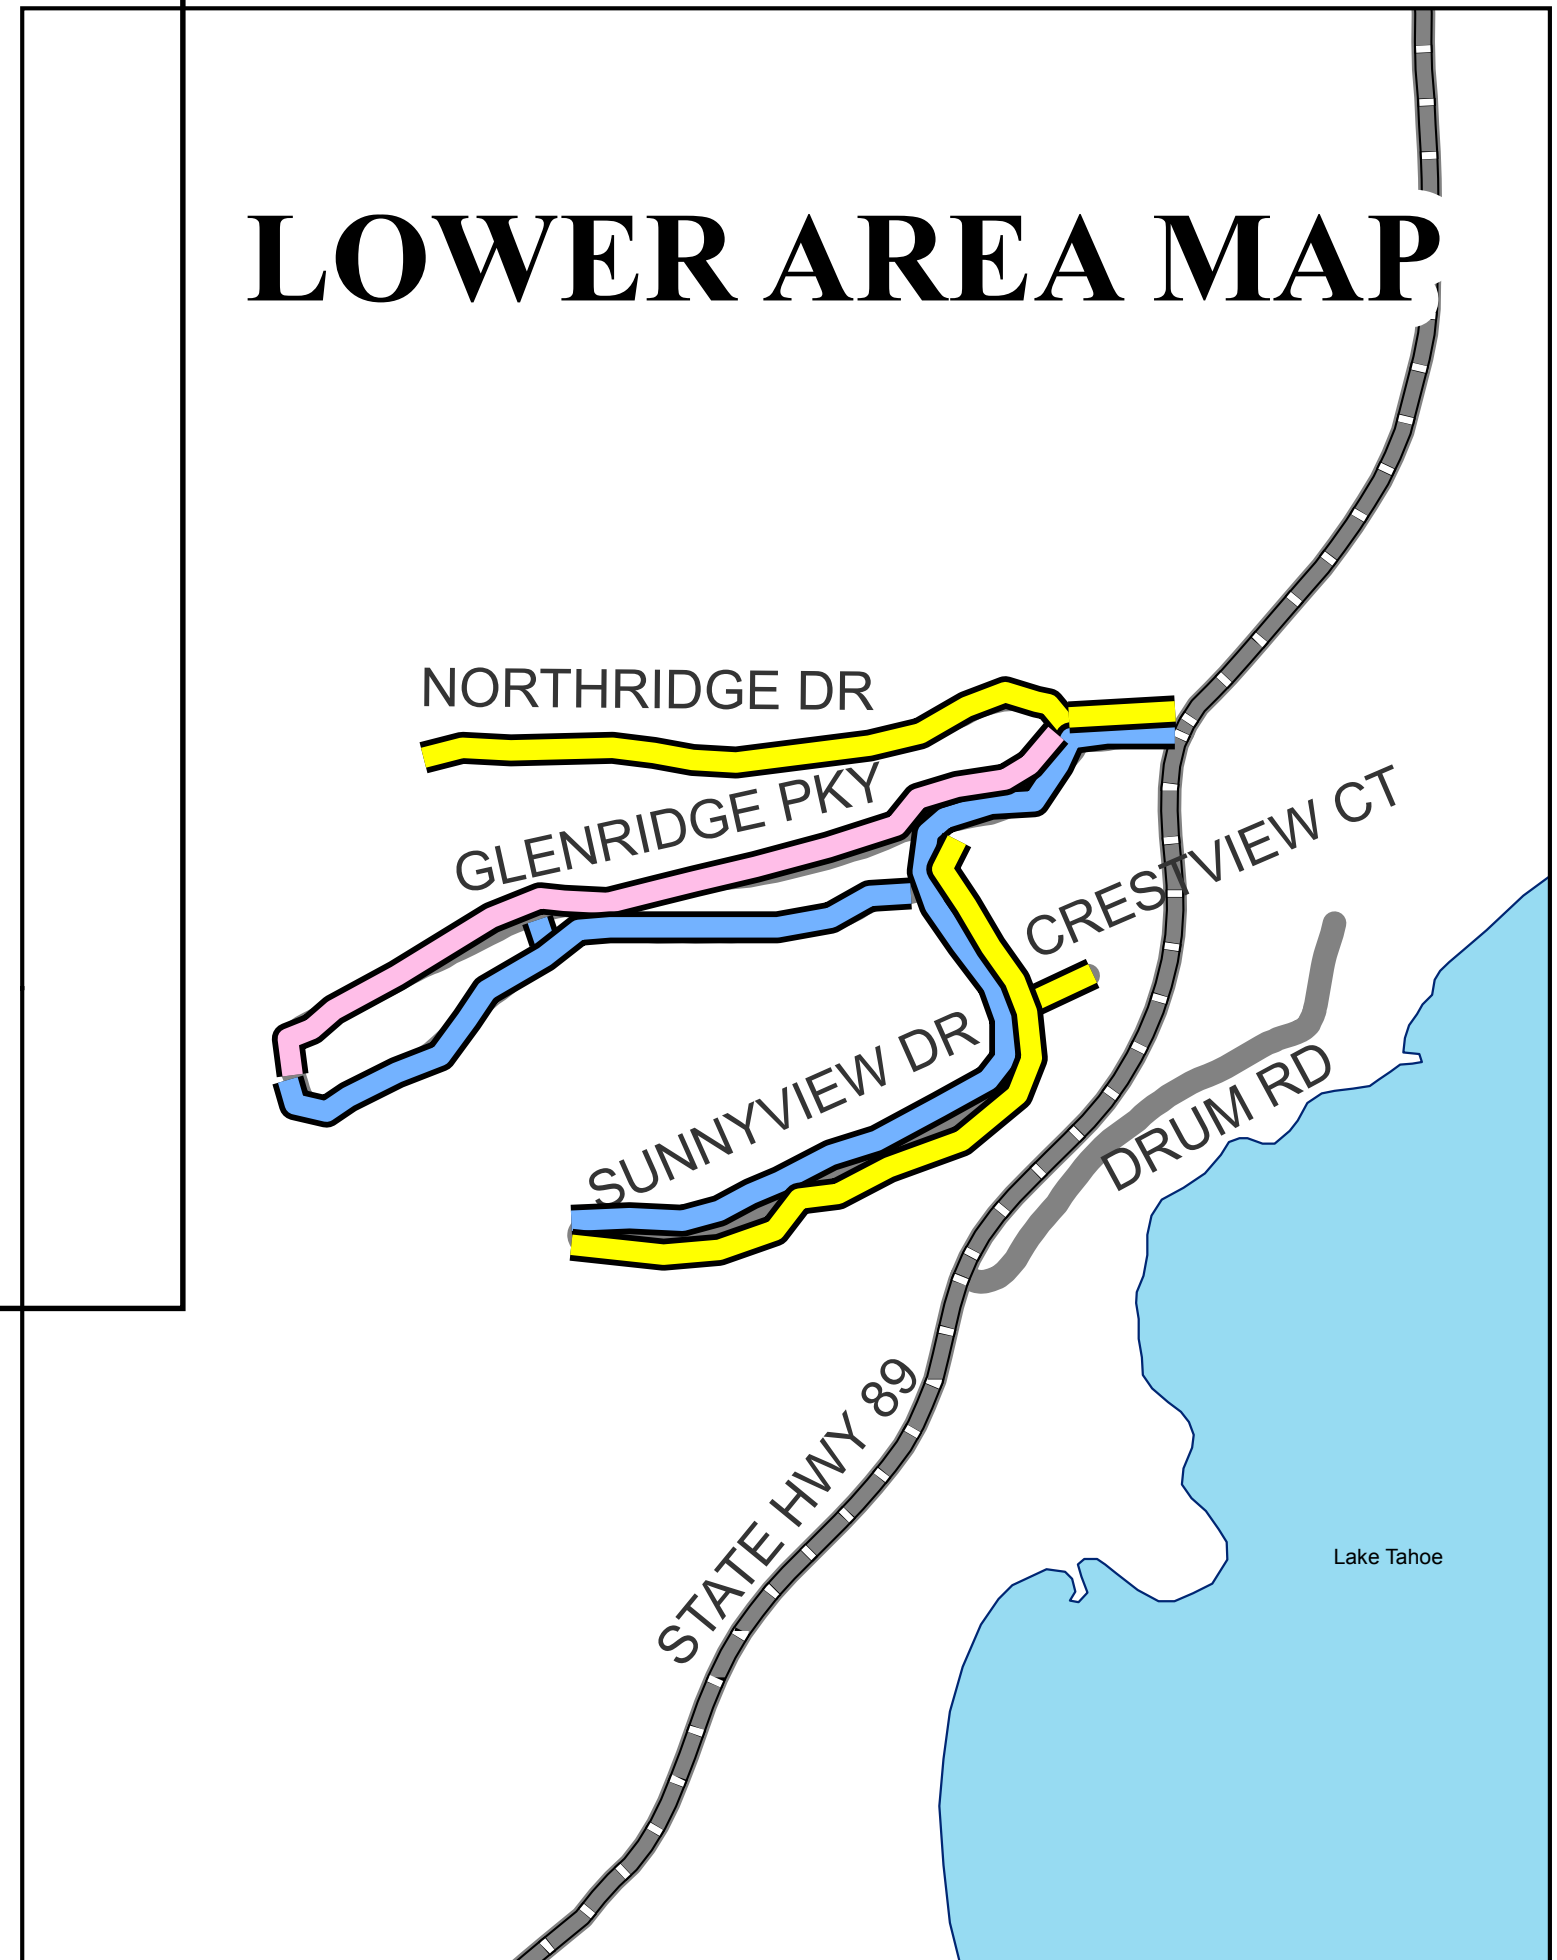 LOWER AREA MAP
NORTHRIDGE DR
GLENRIDGE PKY
CRESTVIEW CT
SUNNYVIEW DR
DRUM RD
STATE HWY 89
Lake Tahoe